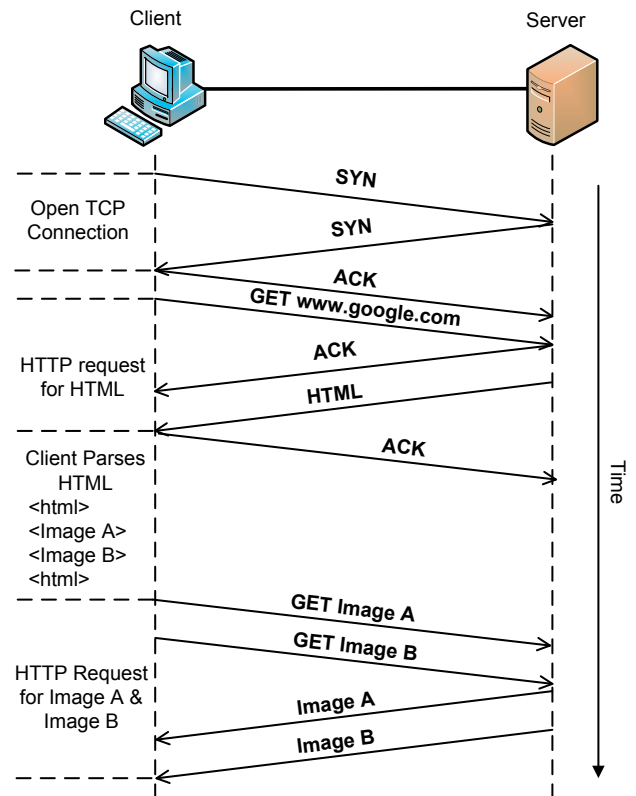 Client
Server
SYN
Open TCP
Connection
SYN
ACK
GET www.google.com
ACK
HTTP request
for HTML
HTML
ACK
Client Parses
HTML
<html>
<Image A>
<Image B>
<html>
Time
GET Image A
GET Image B
HTTP Request
for Image A &
Image B
Image A
Image B